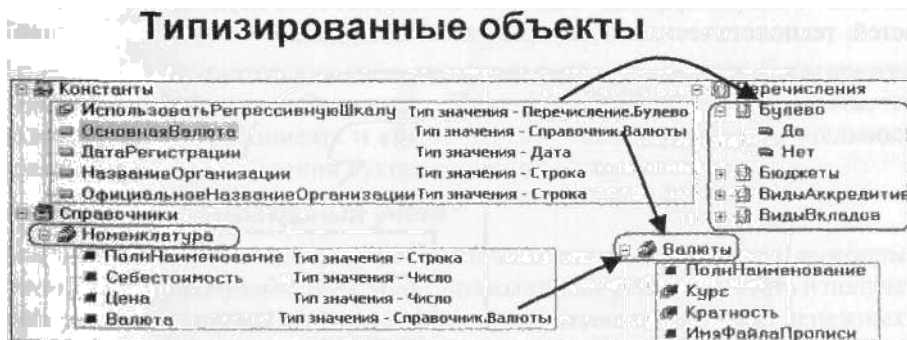 Типизированные объекты
Константы
ИспользоватьРегрессивнуюШкалу Тип значения - Перечисление.Булево
ОсновнаяВалюта Тип значения - Справочник.Валюты
ДатаРегистрации Тип значения - Дата
НазваниеОрганизации Тип значения - Строка
ОфициальноеНазваниеОрганизации Тип значения - Строка
Справочники
Номенклатура
ПолнНаименование Тип значения - Строка
Себестоимость Тип значения - Число
Цена Тип значения - Число
Валюта Тип значения - Справочник.Валюты
Перечисления
Булево
Да
Нет
Бюджеты
ВидыАккредитив
ВидыВкладов
Валюты
ПолнНаименование
Курс
Кратность
ИмяФайлаПрописи